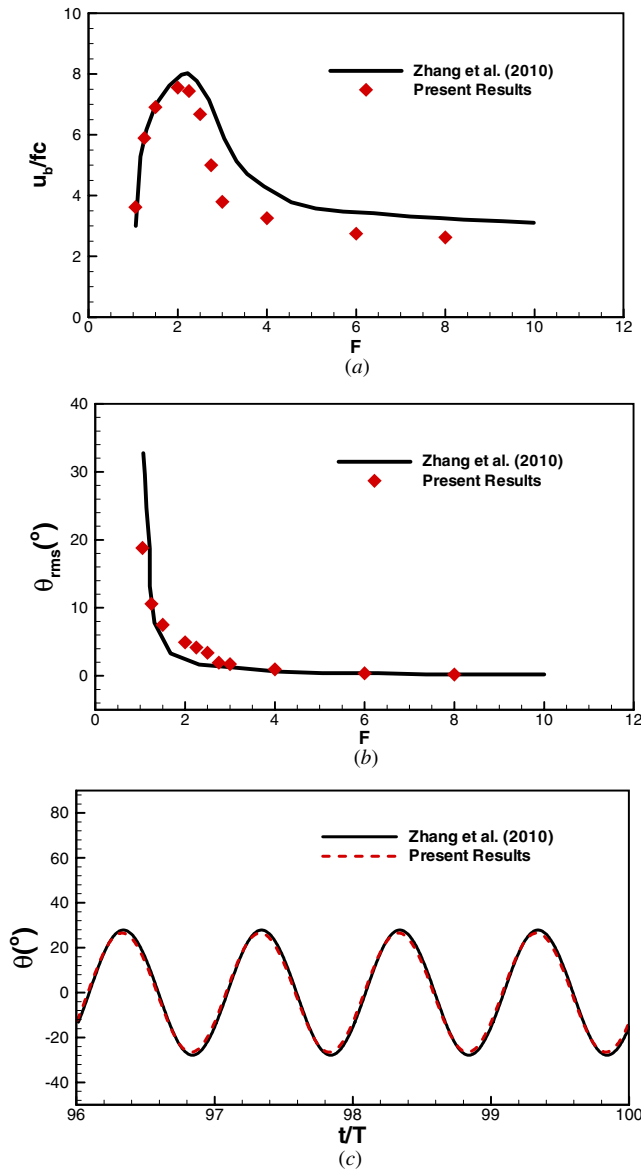 10
8
6
4
2
0
u_b/fc
Zhang et al. (2010)
Present Results
0 2 4 6 8 10 12
F
(a)
40
30
20
10
0
θ_rms(°)
Zhang et al. (2010)
Present Results
0 2 4 6 8 10 12
F
(b)
80
60
40
20
0
-20
-40
θ(°)
Zhang et al. (2010)
Present Results
96 97 98 99 100
t/T
(c)